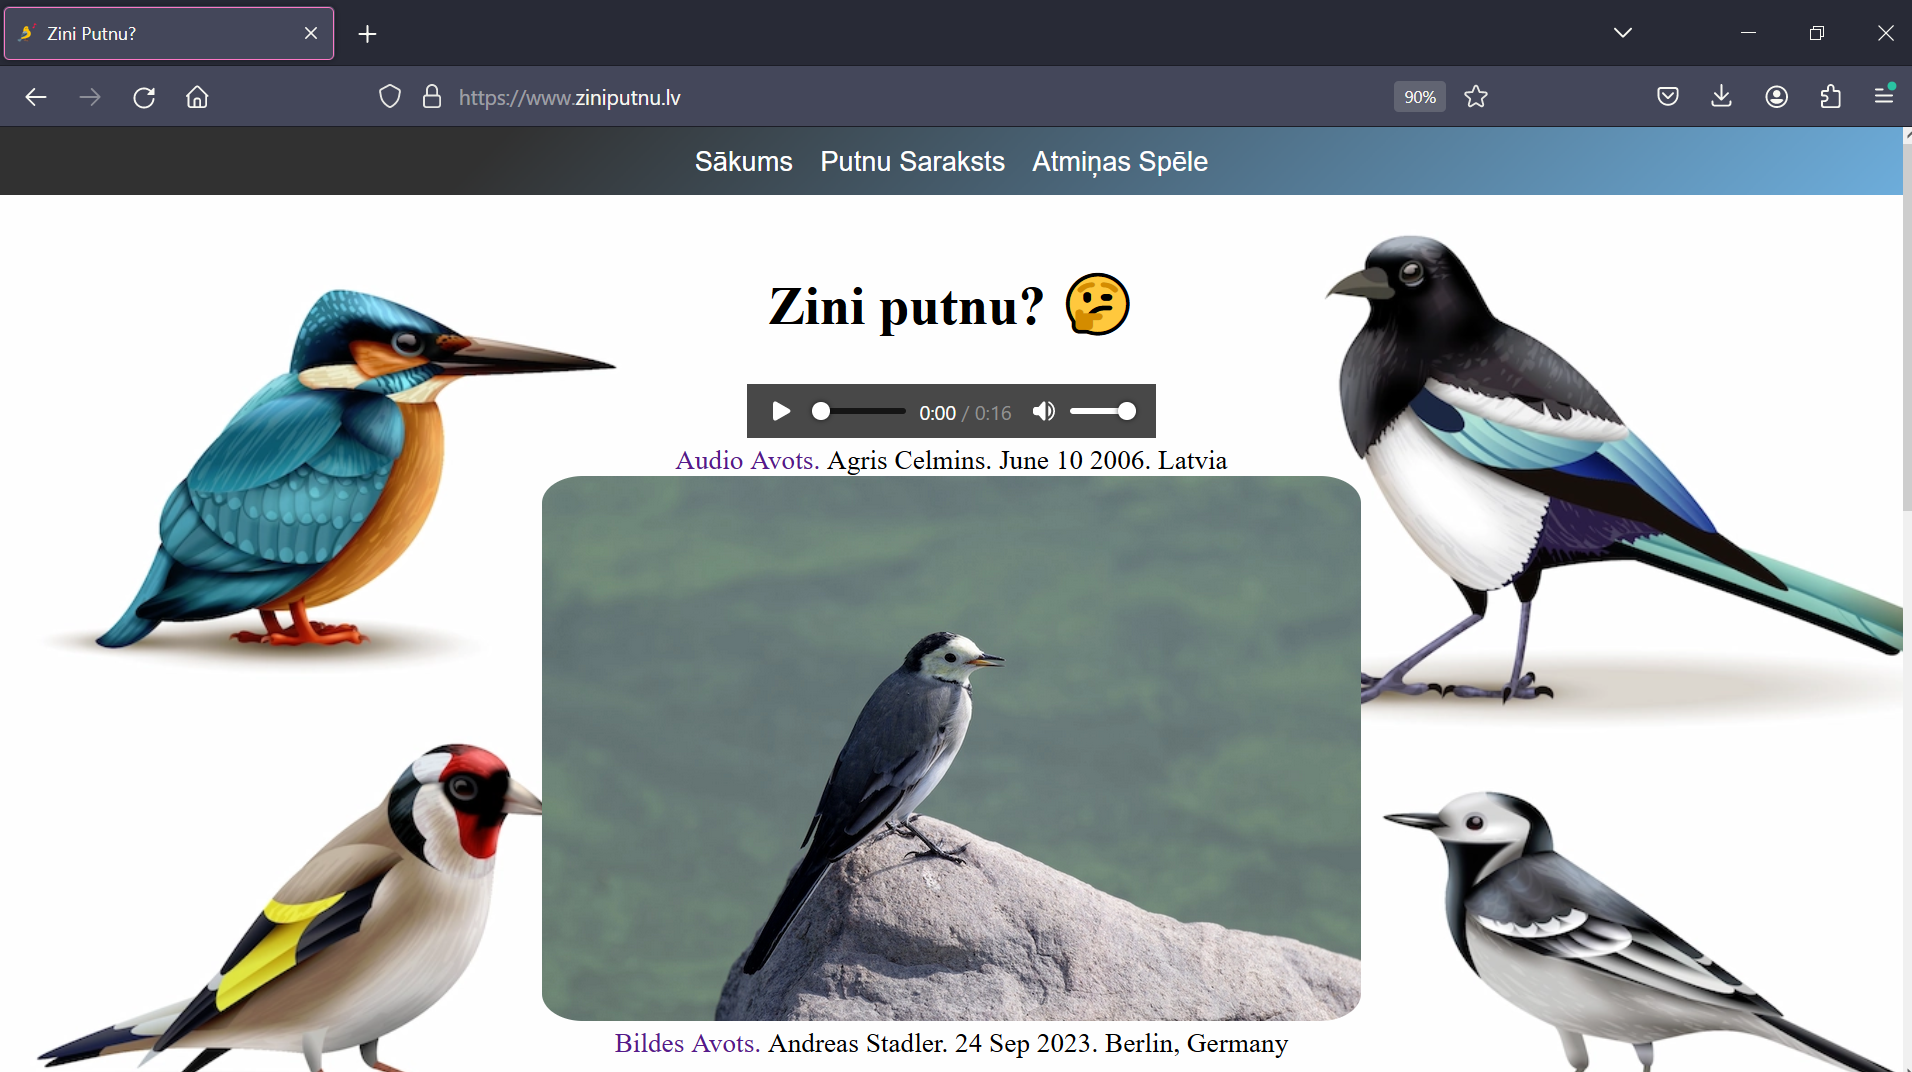 Zini Putnu?
https://www.ziniputnu.lv
90%
Sākums Putnu Saraksts Atmiņas Spēle
Zini putnu? 🤔
0:00 / 0:16
Audio Avots. Agris Celmins. June 10 2006. Latvia
Bildes Avots. Andreas Stadler. 24 Sep 2023. Berlin, Germany